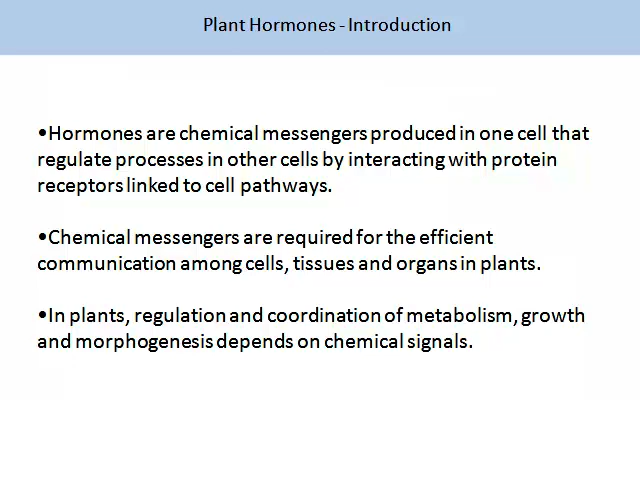 Plant Hormones - Introduction
•Hormones are chemical messengers produced in one cell that
regulate processes in other cells by interacting with protein
receptors linked to cell pathways.
•Chemical messengers are required for the efficient
communication among cells, tissues and organs in plants.
•In plants, regulation and coordination of metabolism, growth
and morphogenesis depends on chemical signals.